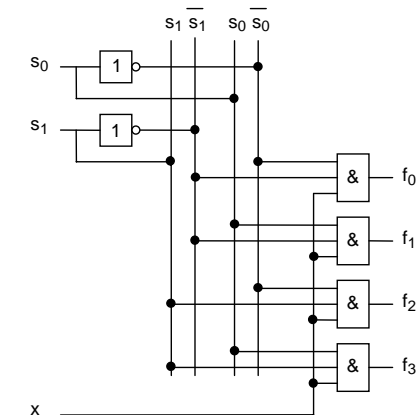 s₁ s̅₁ s₀ s̅₀
s₀ 1
s₁ 1
& f₀
& f₁
& f₂
& f₃
x